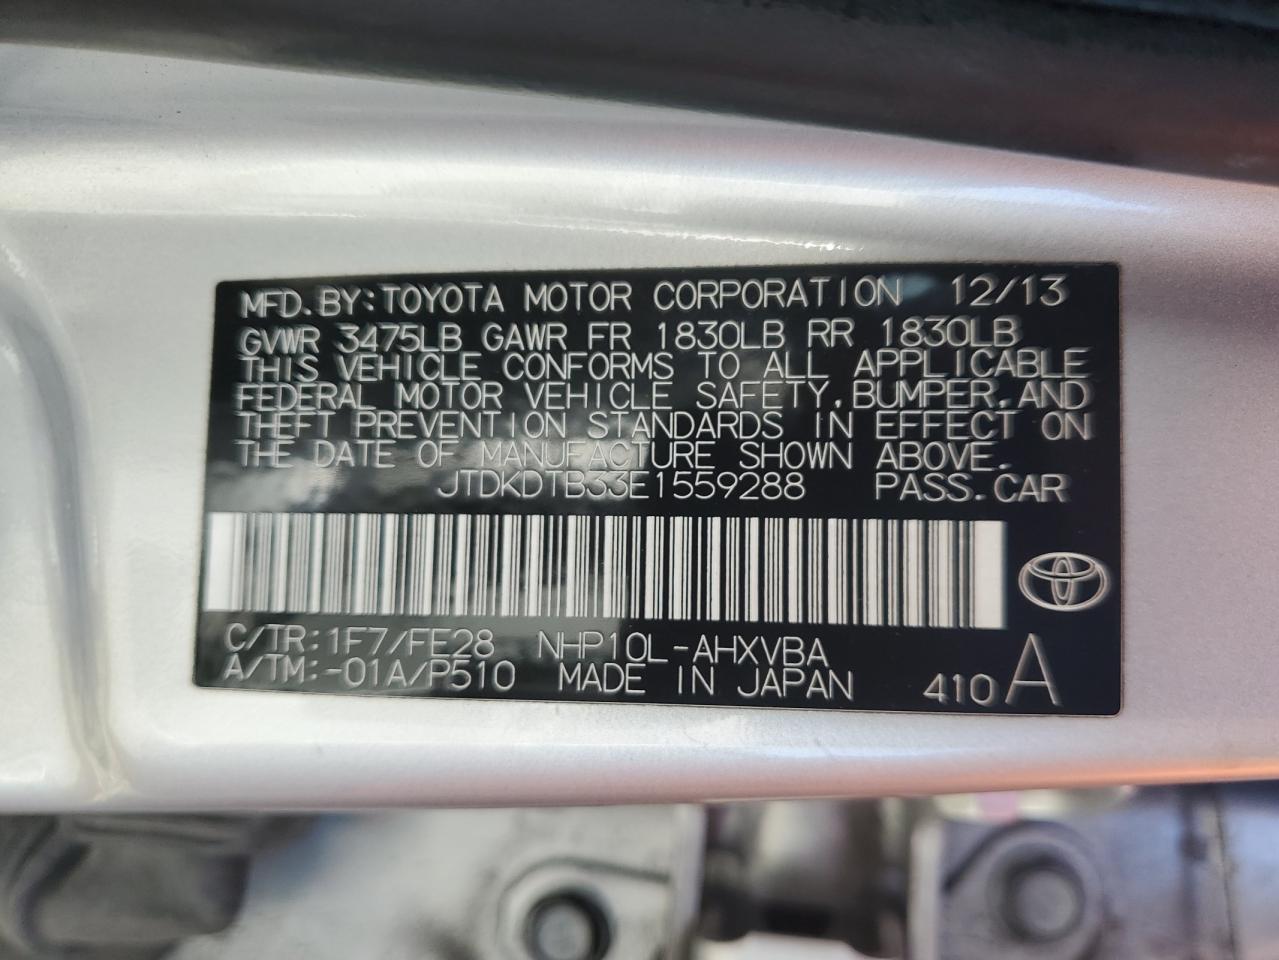 MFD. BY: TOYOTA MOTOR CORPORATION 12/13
GVWR 3475LB GAWR FR 1830LB RR 1830LB
THIS VEHICLE CONFORMS TO ALL APPLICABLE
FEDERAL MOTOR VEHICLE SAFETY, BUMPER, AND
THEFT PREVENTION STANDARDS IN EFFECT ON
THE DATE OF MANUFACTURE SHOWN ABOVE.
JTDKDTB33E1559288 PASS. CAR
C/TR: 1F7/FE28 NHP10L-AHXVBA
A/TM: -01A/P510 MADE IN JAPAN 410 A